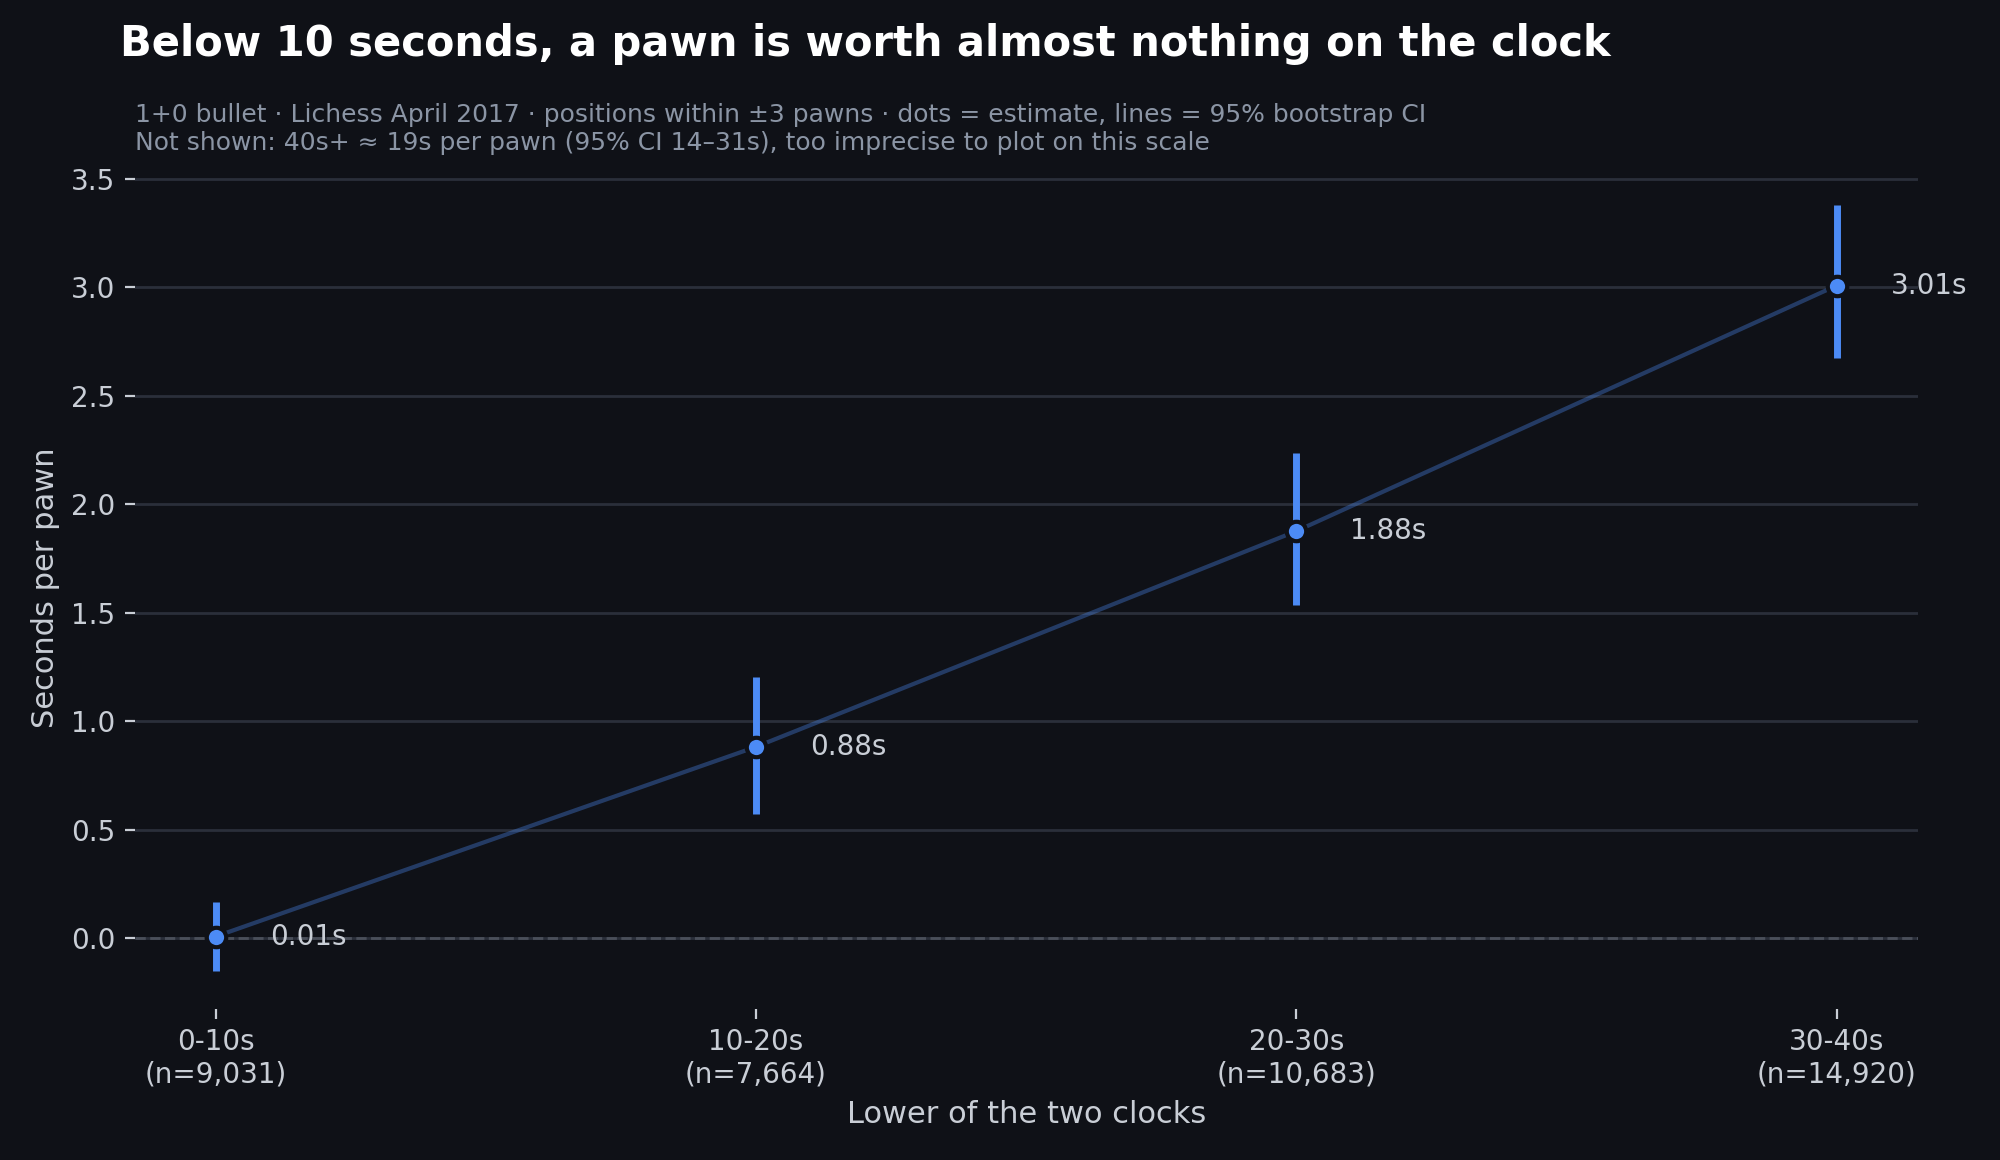 Below 10 seconds, a pawn is worth almost nothing on the clock
1+0 bullet · Lichess April 2017 · positions within ±3 pawns · dots = estimate, lines = 95% bootstrap CI
Not shown: 40s+ ≈ 19s per pawn (95% CI 14–31s), too imprecise to plot on this scale
Seconds per pawn
3.5
3.0
2.5
2.0
1.5
1.0
0.5
0.0
0.01s
0.88s
1.88s
3.01s
0-10s
(n=9,031)
10-20s
(n=7,664)
20-30s
(n=10,683)
30-40s
(n=14,920)
Lower of the two clocks